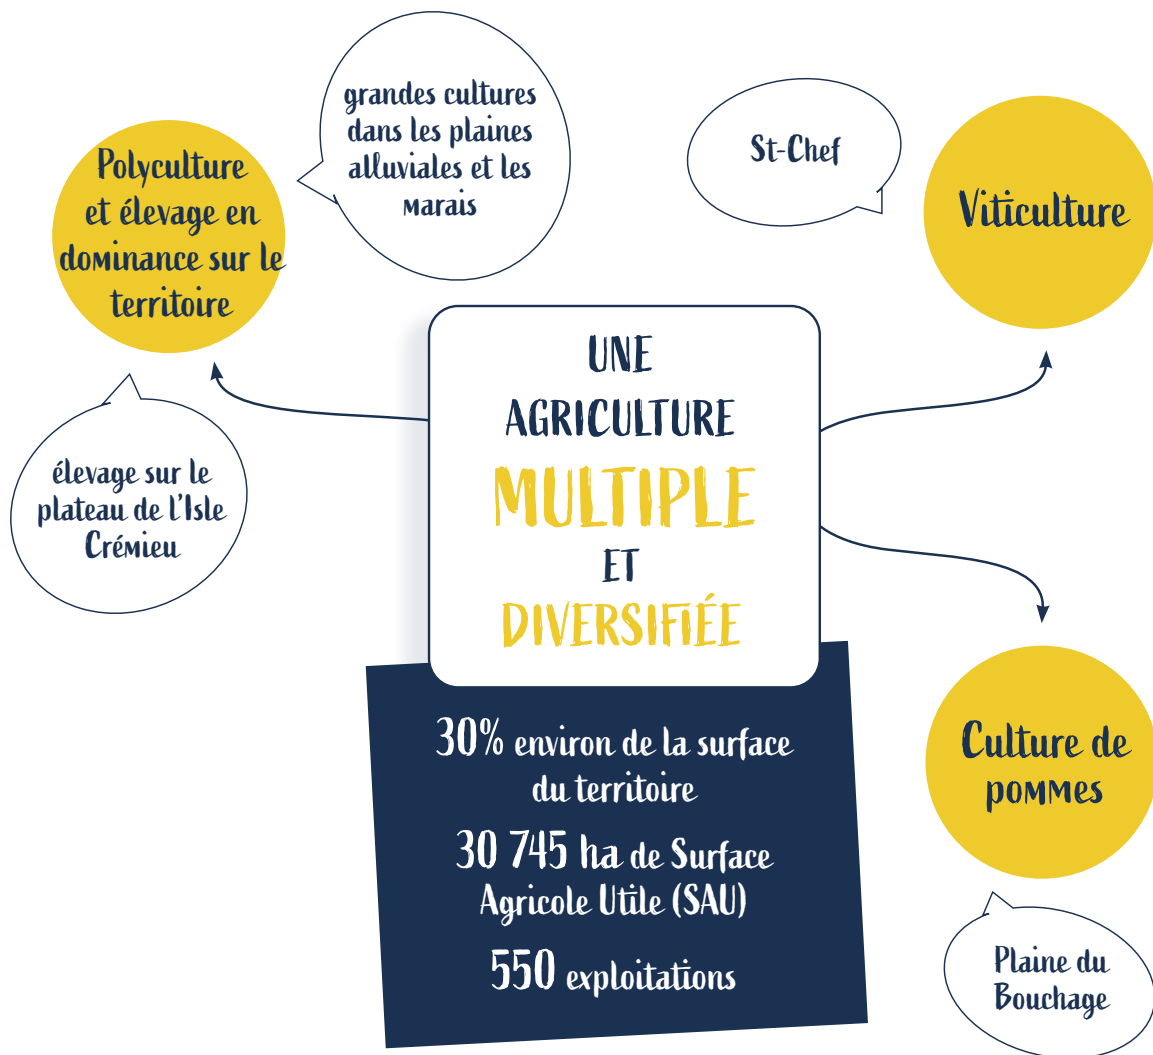 grandes cultures
dans les plaines
alluviales et les
marais
Polyculture
et élevage en
dominance sur le
territoire
élevage sur le
plateau de l'Isle
Crémieu
St-Chef
Viticulture
UNE
AGRICULTURE
MULTIPLE
ET
DIVERSIFIÉE
30% environ de la surface
du territoire
30 745 ha de Surface
Agricole Utile (SAU)
550 exploitations
Culture de
pommes
Plaine du
Bouchage